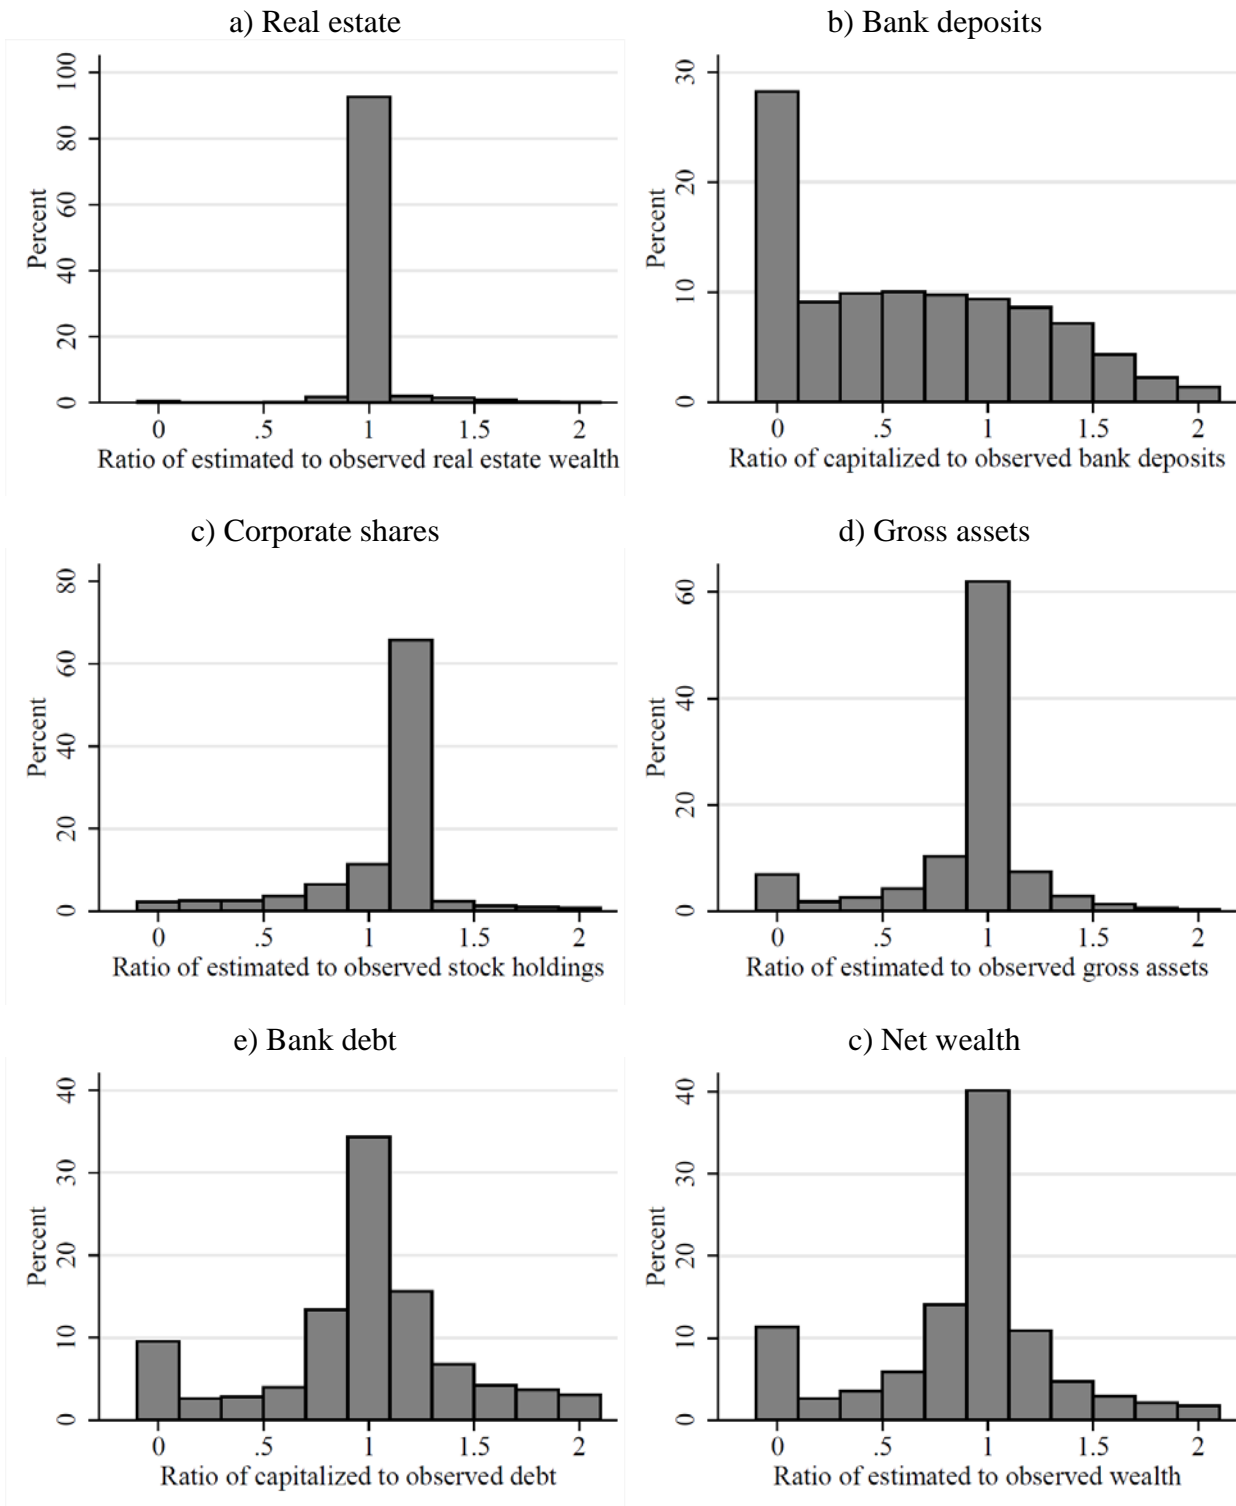 a) Real estate
100
80
60
40
20
0
Percent
0 .5 1 1.5 2
Ratio of estimated to observed real estate wealth
b) Bank deposits
30
20
10
0
Percent
0 .5 1 1.5 2
Ratio of capitalized to observed bank deposits
c) Corporate shares
80
60
40
20
0
Percent
0 .5 1 1.5 2
Ratio of estimated to observed stock holdings
d) Gross assets
60
40
20
0
Percent
0 .5 1 1.5 2
Ratio of estimated to observed gross assets
e) Bank debt
40
30
20
10
0
Percent
0 .5 1 1.5 2
Ratio of capitalized to observed debt
c) Net wealth
40
30
20
10
0
Percent
0 .5 1 1.5 2
Ratio of estimated to observed wealth